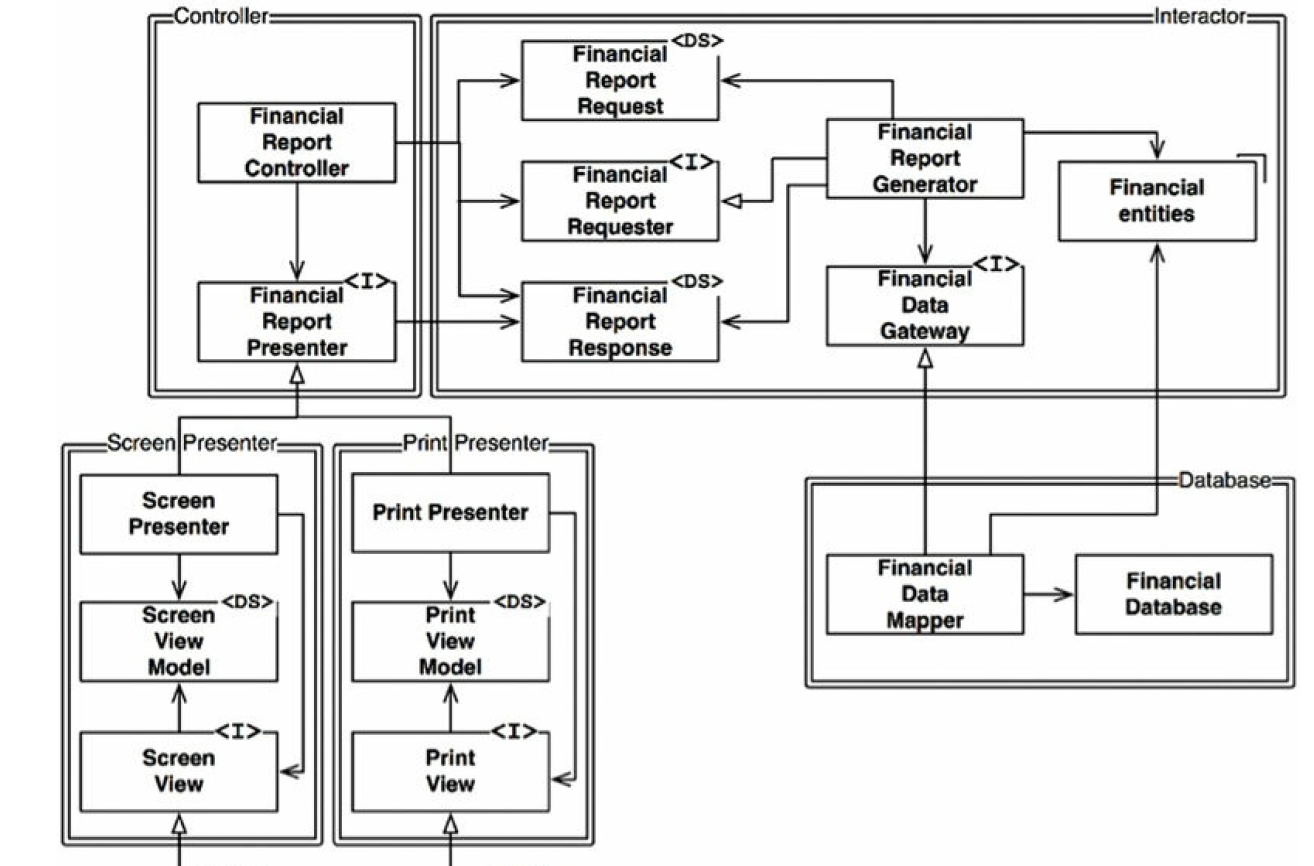 Controller
Interactor
<DS>
Financial
Report
Request
Financial
Report
Controller
Financial
Report
Generator
<I>
Financial
Report
Requester
Financial
entities
<I>
Financial
Report
Presenter
<DS>
Financial
Report
Response
<I>
Financial
Data
Gateway
Screen Presenter
Print Presenter
Database
Screen
Presenter
Print Presenter
Financial
Data
Mapper
Financial
Database
<DS>
Screen
View
Model
<DS>
Print
View
Model
<I>
Screen
View
<I>
Print
View